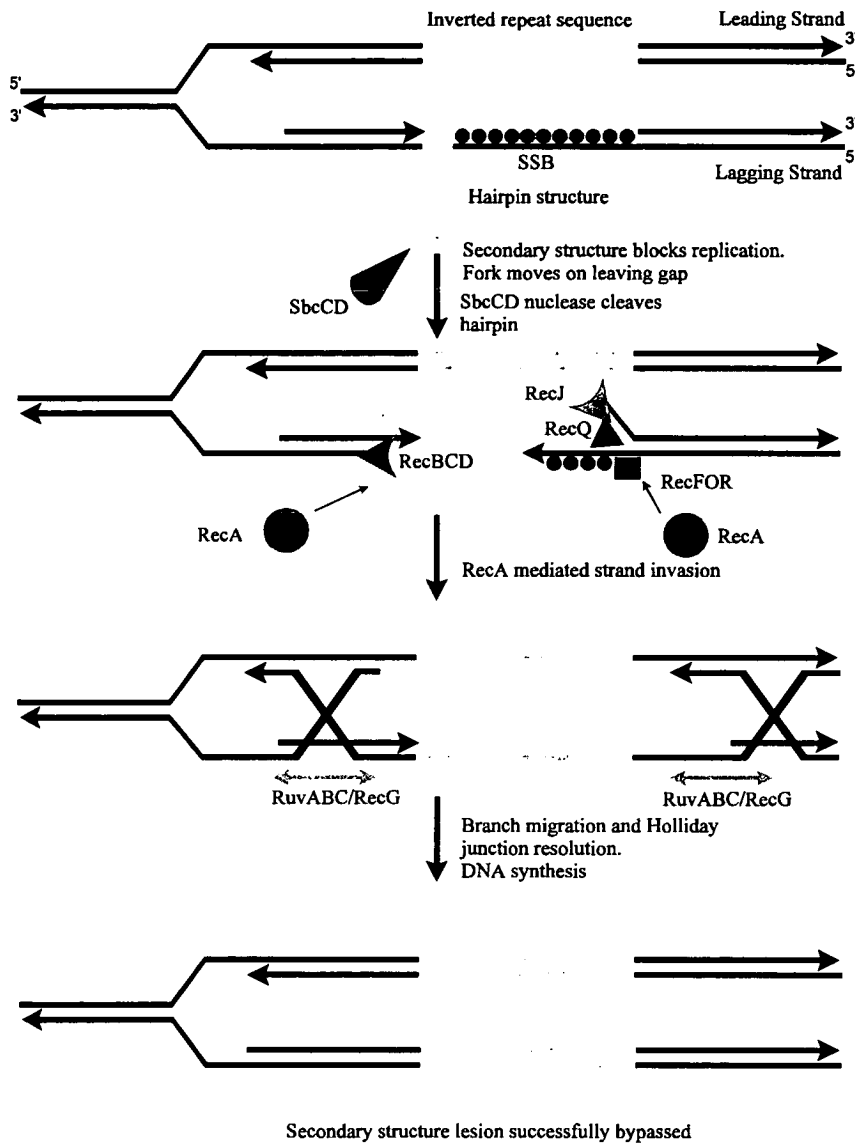 Inverted repeat sequence
Leading Strand
3'
5'
5'
3'
3'
5'
SSB
Lagging Strand
Hairpin structure
Secondary structure blocks replication.
Fork moves on leaving gap
SbcCD
SbcCD nuclease cleaves
hairpin
RecJ
RecQ
RecBCD
RecFOR
RecA
RecA
RecA mediated strand invasion
RuvABC/RecG
RuvABC/RecG
Branch migration and Holliday
junction resolution.
DNA synthesis
Secondary structure lesion successfully bypassed